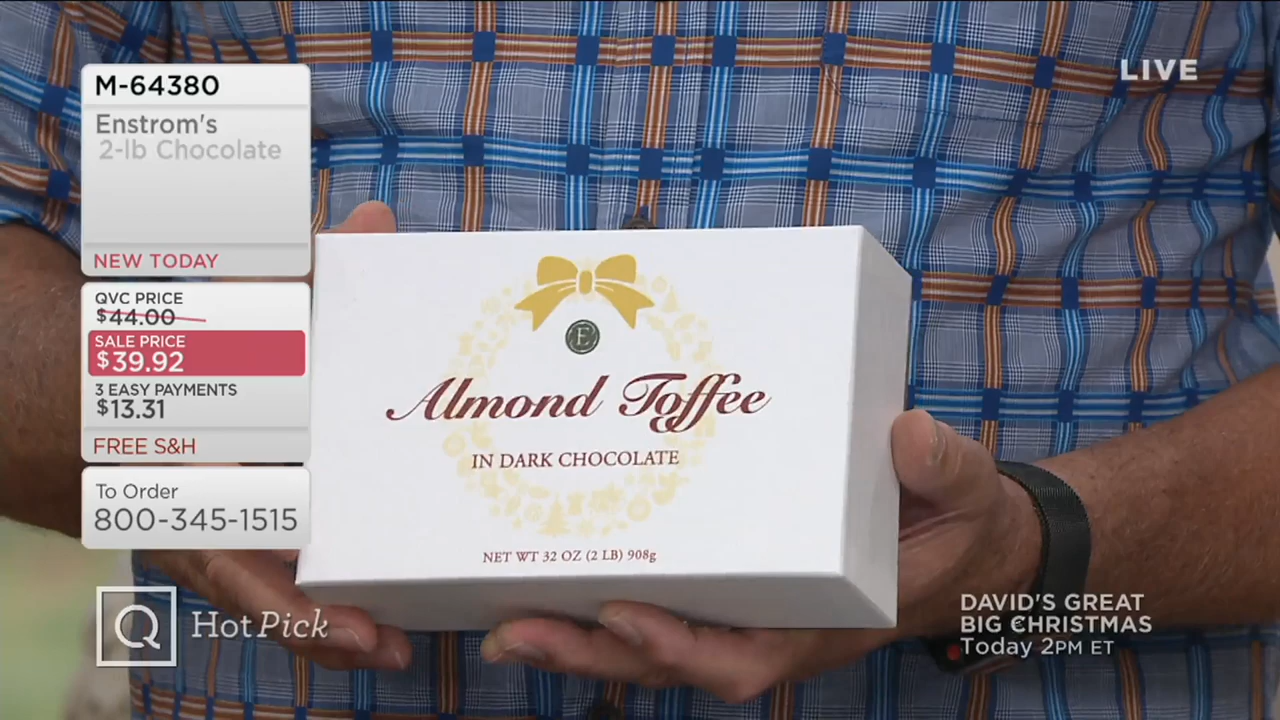 M-64380
Enstrom's
2-lb Chocolate
NEW TODAY
QVC PRICE
$44.00
SALE PRICE
$39.92
3 EASY PAYMENTS
$13.31
FREE S&H
To Order
800-345-1515
Q HotPick
LIVE
E
Almond Toffee
IN DARK CHOCOLATE
NET WT 32 OZ (2 LB) 908g
DAVID'S GREAT
BIG CHRISTMAS
Today 2PM ET